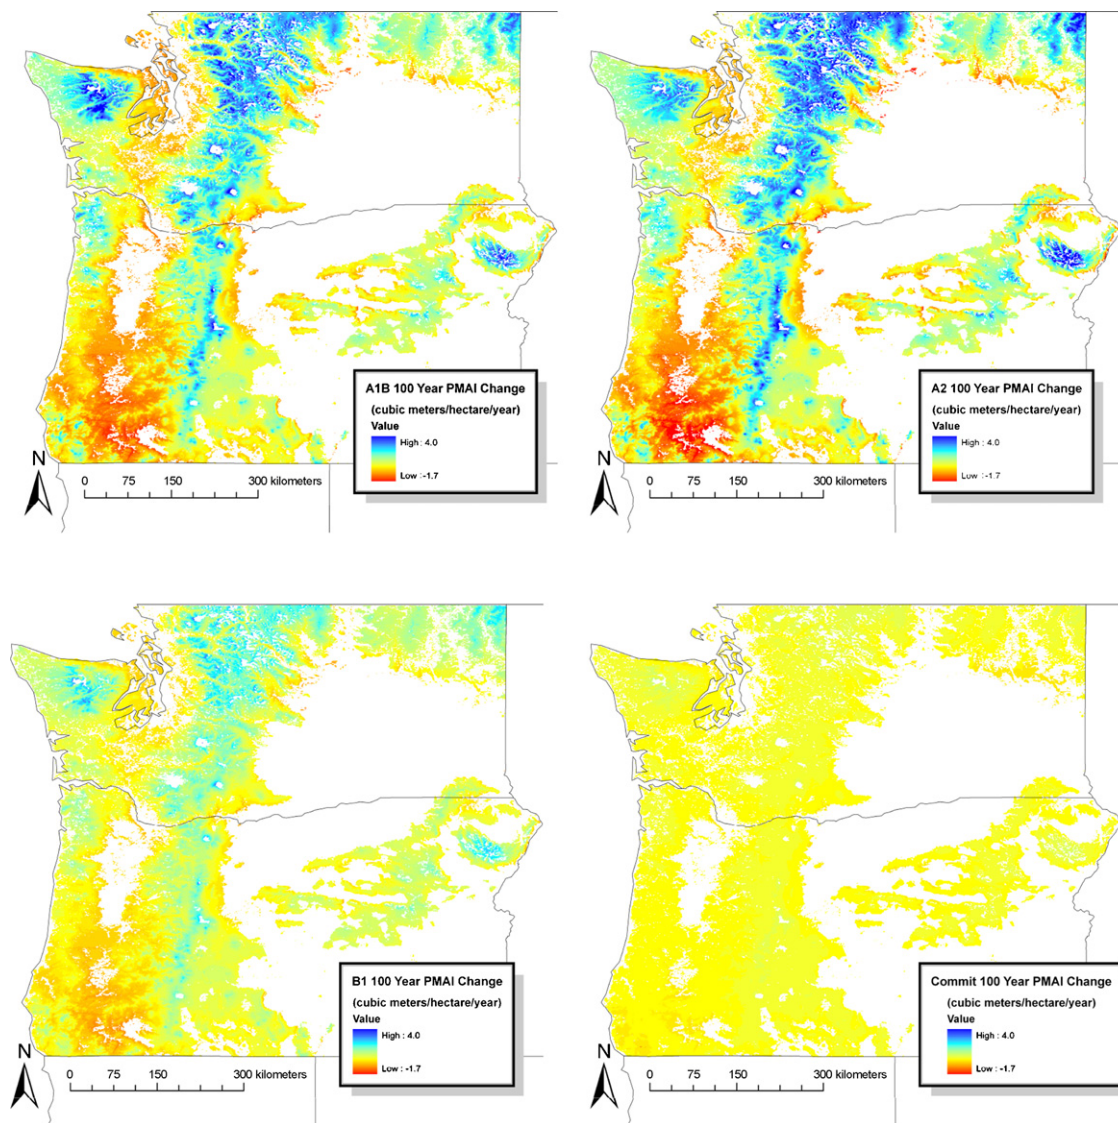 A1B 100 Year PMAI Change
(cubic meters/hectare/year)
Value
High : 4.0
Low : -1.7
N
0 75 150 300 kilometers
A2 100 Year PMAI Change
(cubic meters/hectare/year)
Value
High : 4.0
Low : -1.7
N
0 75 150 300 kilometers
B1 100 Year PMAI Change
(cubic meters/hectare/year)
Value
High : 4.0
Low : -1.7
N
0 75 150 300 kilometers
Commit 100 Year PMAI Change
(cubic meters/hectare/year)
Value
High : 4.0
Low : -1.7
N
0 75 150 300 kilometers